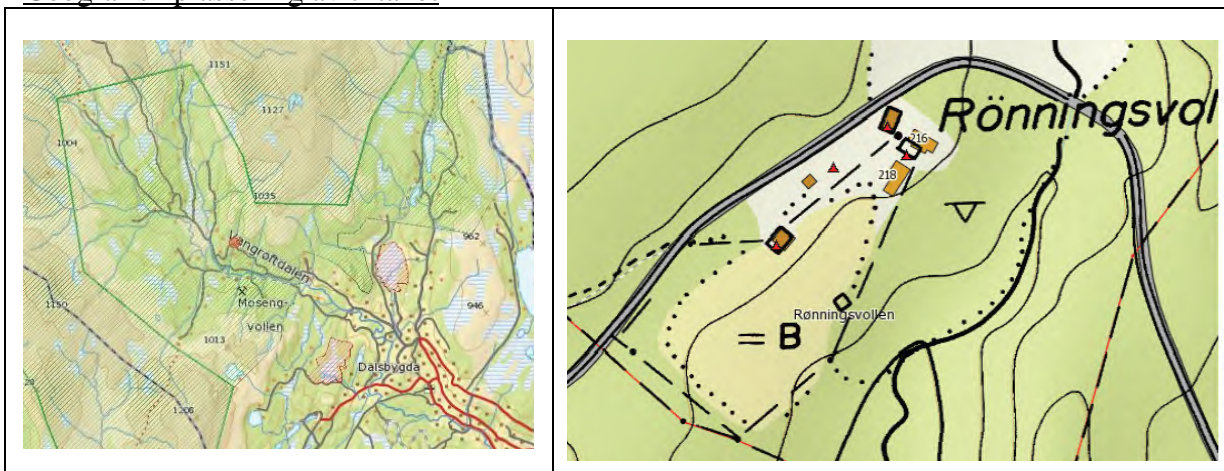 1151
1127
1004
1035
962
Vangrøftdalen
1150
Moseng-
vollen
946
1013
Dalsbygda
1206
Rönningsvol
216
218
Rønningsvollen
= B